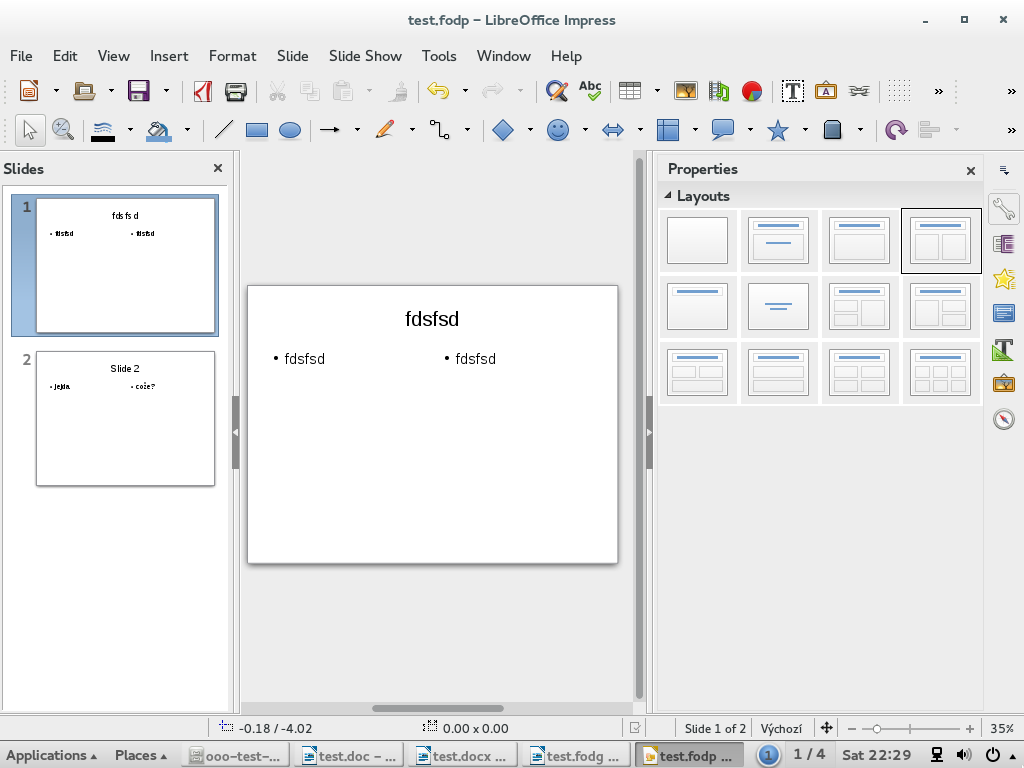 test.fodp – LibreOffice Impress
File Edit View Insert Format Slide Slide Show Tools Window Help
Abc
Slides
1
fdsfsd
• fdsfsd • fdsfsd
2
Slide 2
• jejda • cože?
fdsfsd
• fdsfsd • fdsfsd
Properties
Layouts
-0.18 / -4.02 0.00 x 0.00 Slide 1 of 2 Výchozí 35%
Applications Places ooo-test-... test.doc – ... test.docx ... test.fodg ... test.fodp ... 1 1 / 4 Sat 22:29